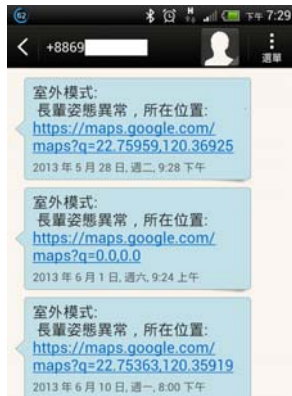 62
下午 7:29
+8869
選單
室外模式:
長輩姿態異常，所在位置:
https://maps.google.com/
maps?q=22.75959,120.36925
2013 年 5 月 28 日, 週二, 9:28 下午
室外模式:
長輩姿態異常，所在位置:
https://maps.google.com/
maps?q=0.0,0.0
2013 年 6 月 1 日, 週六, 9:24 上午
室外模式:
長輩姿態異常，所在位置:
https://maps.google.com/
maps?q=22.75363,120.35919
2013 年 6 月 10 日, 週一, 8:00 下午